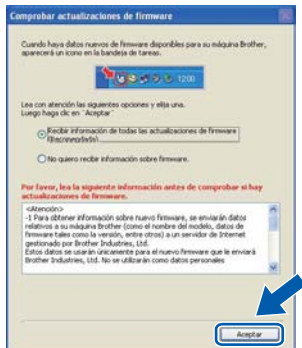 Comprobar actualizaciones de firmware
Cuando haya datos nuevos de firmware disponibles para su máquina Brother,
aparecerá un icono en la bandeja de tareas.
12:00
Lea con atención las siguientes opciones y elija una.
Luego haga clic en `Aceptar´
Recibir información de todas las actualizaciones de firmware
(Recomendado)
No quiero recibir información sobre firmware.
Por favor, lea la siguiente información antes de comprobar si hay
actualizaciones de firmware.
<Atención>
-1 Para obtener información sobre nuevo firmware, se enviarán datos
relativos a su máquina Brother (como el nombre del modelo, datos de
firmware tales como la versión, entre otros) a un servidor de Internet
gestionado por Brother Industries, Ltd.
Estos datos se usarán únicamente para el nuevo firmware que le enviará
Brother Industries, Ltd. No se utilizarán como datos personales
Aceptar